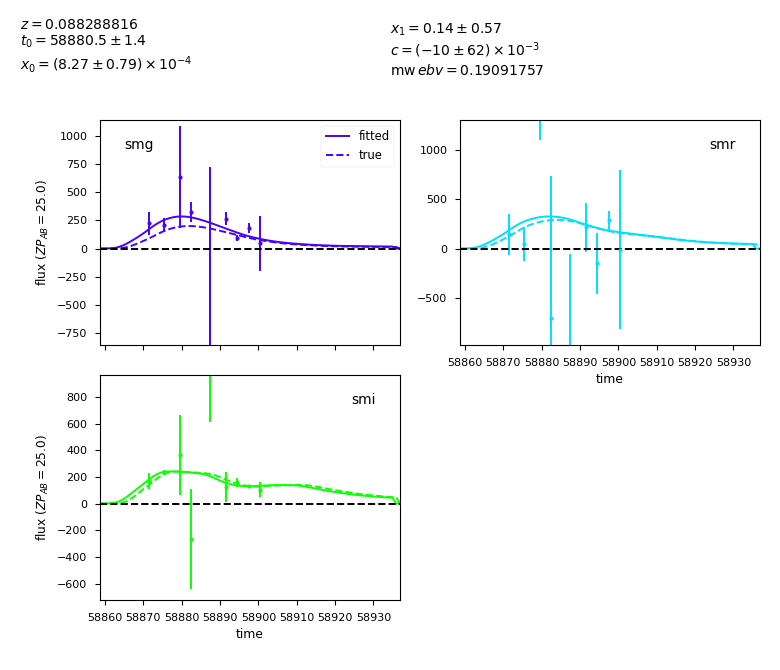 z = 0.088288816
t₀ = 58880.5 ± 1.4
x₀ = (8.27 ± 0.79) × 10⁻⁴
x₁ = 0.14 ± 0.57
c = (−10 ± 62) × 10⁻³
mw ebv = 0.19091757
smg
fitted
true
1000
750
500
250
0
−250
−500
−750
flux (ZP_AB = 25.0)
smr
1000
500
0
−500
58860 58870 58880 58890 58900 58910 58920 58930
time
smi
800
600
400
200
0
−200
−400
−600
flux (ZP_AB = 25.0)
58860 58870 58880 58890 58900 58910 58920 58930
time